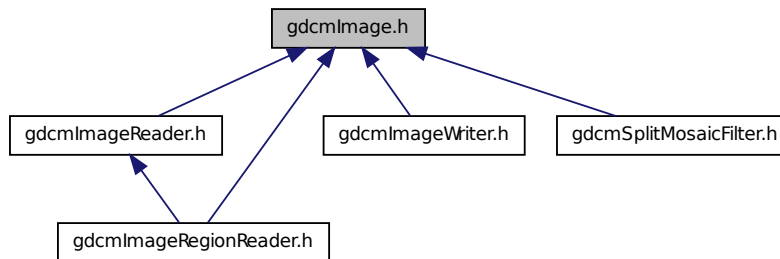 gdcmImage.h
gdcmImageReader.h
gdcmImageWriter.h
gdcmSplitMosaicFilter.h
gdcmImageRegionReader.h